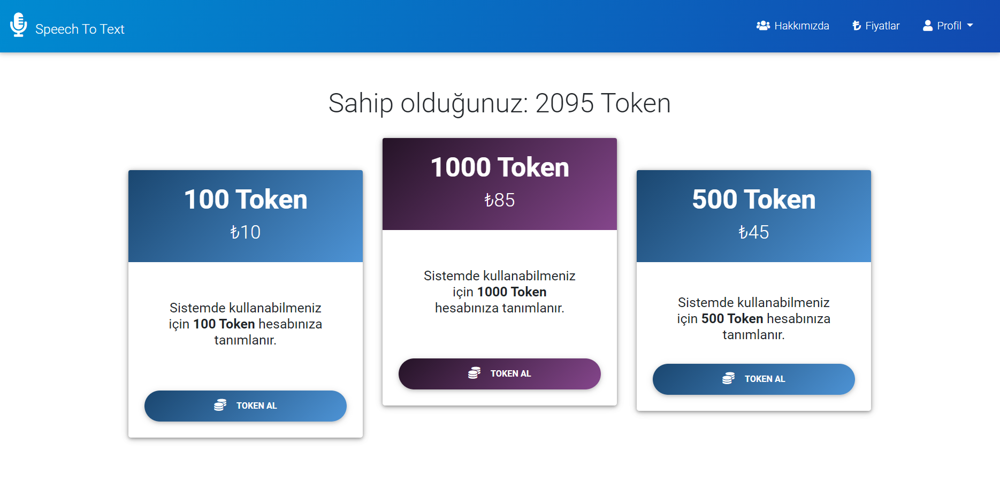 Speech To Text
Hakkımızda
Fiyatlar
Profil
Sahip olduğunuz: 2095 Token
100 Token
₺10
Sistemde kullanabilmeniz
için 100 Token hesabınıza
tanımlanır.
TOKEN AL
1000 Token
₺85
Sistemde kullanabilmeniz
için 1000 Token
hesabınıza tanımlanır.
TOKEN AL
500 Token
₺45
Sistemde kullanabilmeniz
için 500 Token hesabınıza
tanımlanır.
TOKEN AL